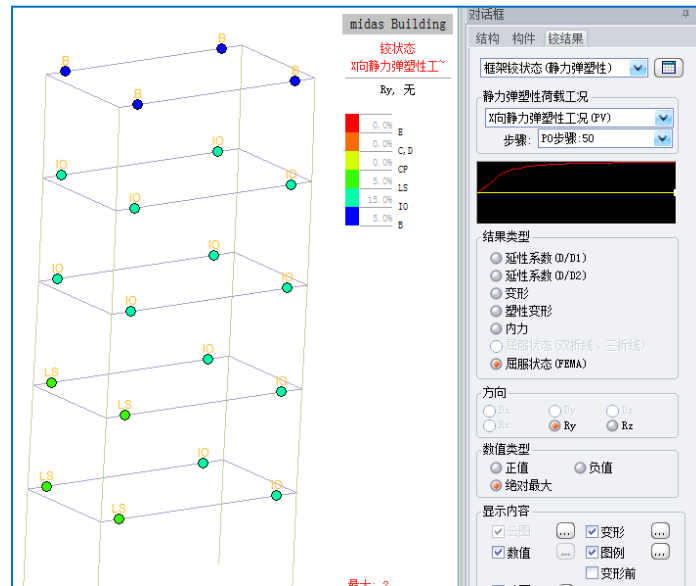 midas Building
铰状态
X向静力弹塑性工~
Ry, 无
0.0%
E
0.0%
C,D
0.0%
CP
5.0%
LS
15.0%
IO
5.0%
B
B
B
B
B
IO
IO
IO
IO
IO
IO
IO
IO
IO
LS
IO
LS
IO
LS
IO
LS
最大: 2
对话框
结构 构件 铰结果
框架铰状态(静力弹塑性)
静力弹塑性荷载工况
X向静力弹塑性工况(PV)
步骤: PO步骤:50
结果类型
延性系数(D/D1)
延性系数(D/D2)
变形
塑性变形
内力
屈服状态(双折线、三折线)
屈服状态(FEMA)
方向
Dx Dy Dz
Rx Ry Rz
数值类型
正值 负值
绝对最大
显示内容
云图 ... 变形 ...
数值 ... 图例 ...
变形前